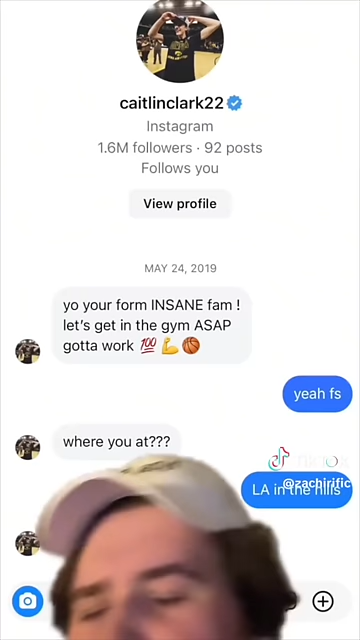 caitlinclark22
Instagram
1.6M followers · 92 posts
Follows you
View profile
MAY 24, 2019
yo your form INSANE fam !
let's get in the gym ASAP
gotta work 💯 💪 🏀
yeah fs
where you at???
TikTok
@zachirific
LA in the hills